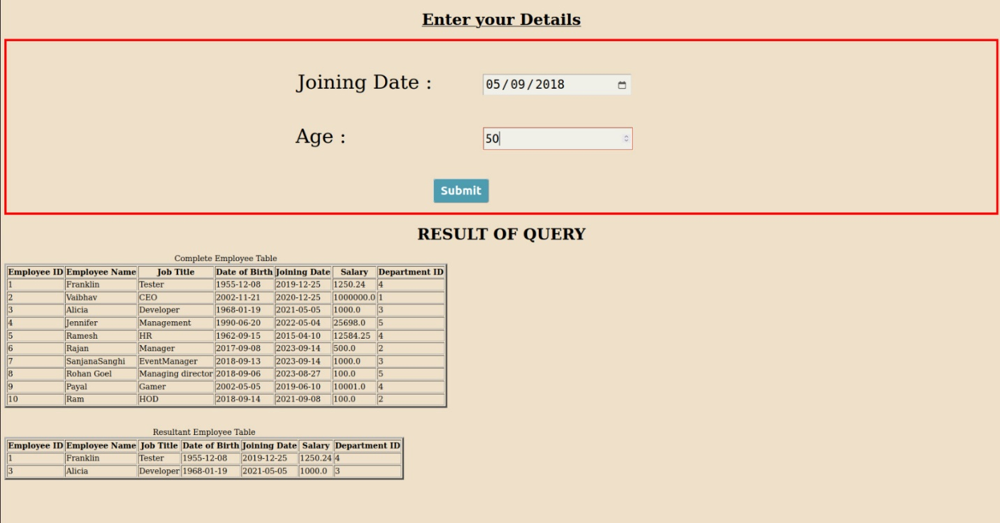 Enter your Details
Joining Date : 05/09/2018
Age : 50
Submit
RESULT OF QUERY
Complete Employee Table
Employee ID Employee Name Job Title Date of Birth Joining Date Salary Department ID
1 Franklin Tester 1955-12-08 2019-12-25 1250.24 4
2 Vaibhav CEO 2002-11-21 2020-12-25 1000000.0 1
3 Alicia Developer 1968-01-19 2021-05-05 1000.0 3
4 Jennifer Management 1990-06-20 2022-05-04 25698.0 5
5 Ramesh HR 1962-09-15 2015-04-10 12584.25 4
6 Rajan Manager 2017-09-08 2023-09-14 500.0 2
7 SanjanaSanghi EventManager 2018-09-13 2023-09-14 1000.0 3
8 Rohan Goel Managing director 2018-09-06 2023-08-27 100.0 5
9 Payal Gamer 2002-05-05 2019-06-10 10001.0 4
10 Ram HOD 2018-09-14 2021-09-08 100.0 2
Resultant Employee Table
Employee ID Employee Name Job Title Date of Birth Joining Date Salary Department ID
1 Franklin Tester 1955-12-08 2019-12-25 1250.24 4
3 Alicia Developer 1968-01-19 2021-05-05 1000.0 3